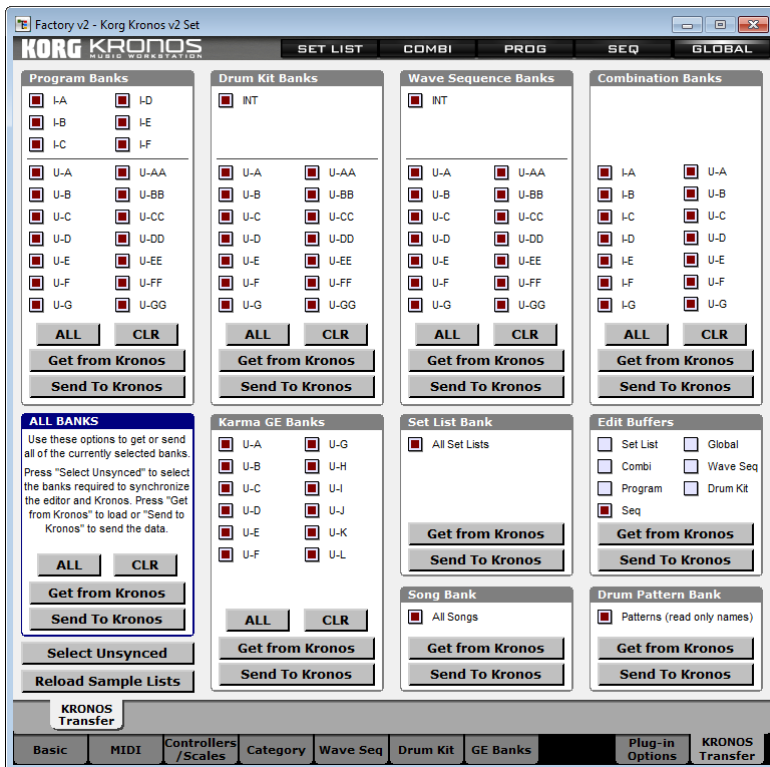 Factory v2 - Korg Kronos v2 Set
KORG KRONOS
MUSIC WORKSTATION
SET LIST COMBI PROG SEQ GLOBAL
Program Banks
I-A I-D
I-B I-E
I-C I-F
U-A U-AA
U-B U-BB
U-C U-CC
U-D U-DD
U-E U-EE
U-F U-FF
U-G U-GG
ALL CLR
Get from Kronos
Send To Kronos
Drum Kit Banks
INT
U-A U-AA
U-B U-BB
U-C U-CC
U-D U-DD
U-E U-EE
U-F U-FF
U-G U-GG
ALL CLR
Get from Kronos
Send To Kronos
Wave Sequence Banks
INT
U-A U-AA
U-B U-BB
U-C U-CC
U-D U-DD
U-E U-EE
U-F U-FF
U-G U-GG
ALL CLR
Get from Kronos
Send To Kronos
Combination Banks
I-A U-A
I-B U-B
I-C U-C
I-D U-D
I-E U-E
I-F U-F
I-G U-G
ALL CLR
Get from Kronos
Send To Kronos
ALL BANKS
Use these options to get or send
all of the currently selected banks.
Press "Select Unsynced" to select
the banks required to synchronize
the editor and Kronos. Press "Get
from Kronos" to load or "Send to
Kronos" to send the data.
ALL CLR
Get from Kronos
Send To Kronos
Select Unsynced
Reload Sample Lists
Karma GE Banks
U-A U-G
U-B U-H
U-C U-I
U-D U-J
U-E U-K
U-F U-L
ALL CLR
Get from Kronos
Send To Kronos
Set List Bank
All Set Lists
Get from Kronos
Send To Kronos
Song Bank
All Songs
Get from Kronos
Send To Kronos
Edit Buffers
Set List Global
Combi Wave Seq
Program Drum Kit
Seq
Get from Kronos
Send To Kronos
Drum Pattern Bank
Patterns (read only names)
Get from Kronos
Send To Kronos
KRONOS
Transfer
Basic MIDI Controllers
/Scales Category Wave Seq Drum Kit GE Banks Plug-in
Options KRONOS
Transfer